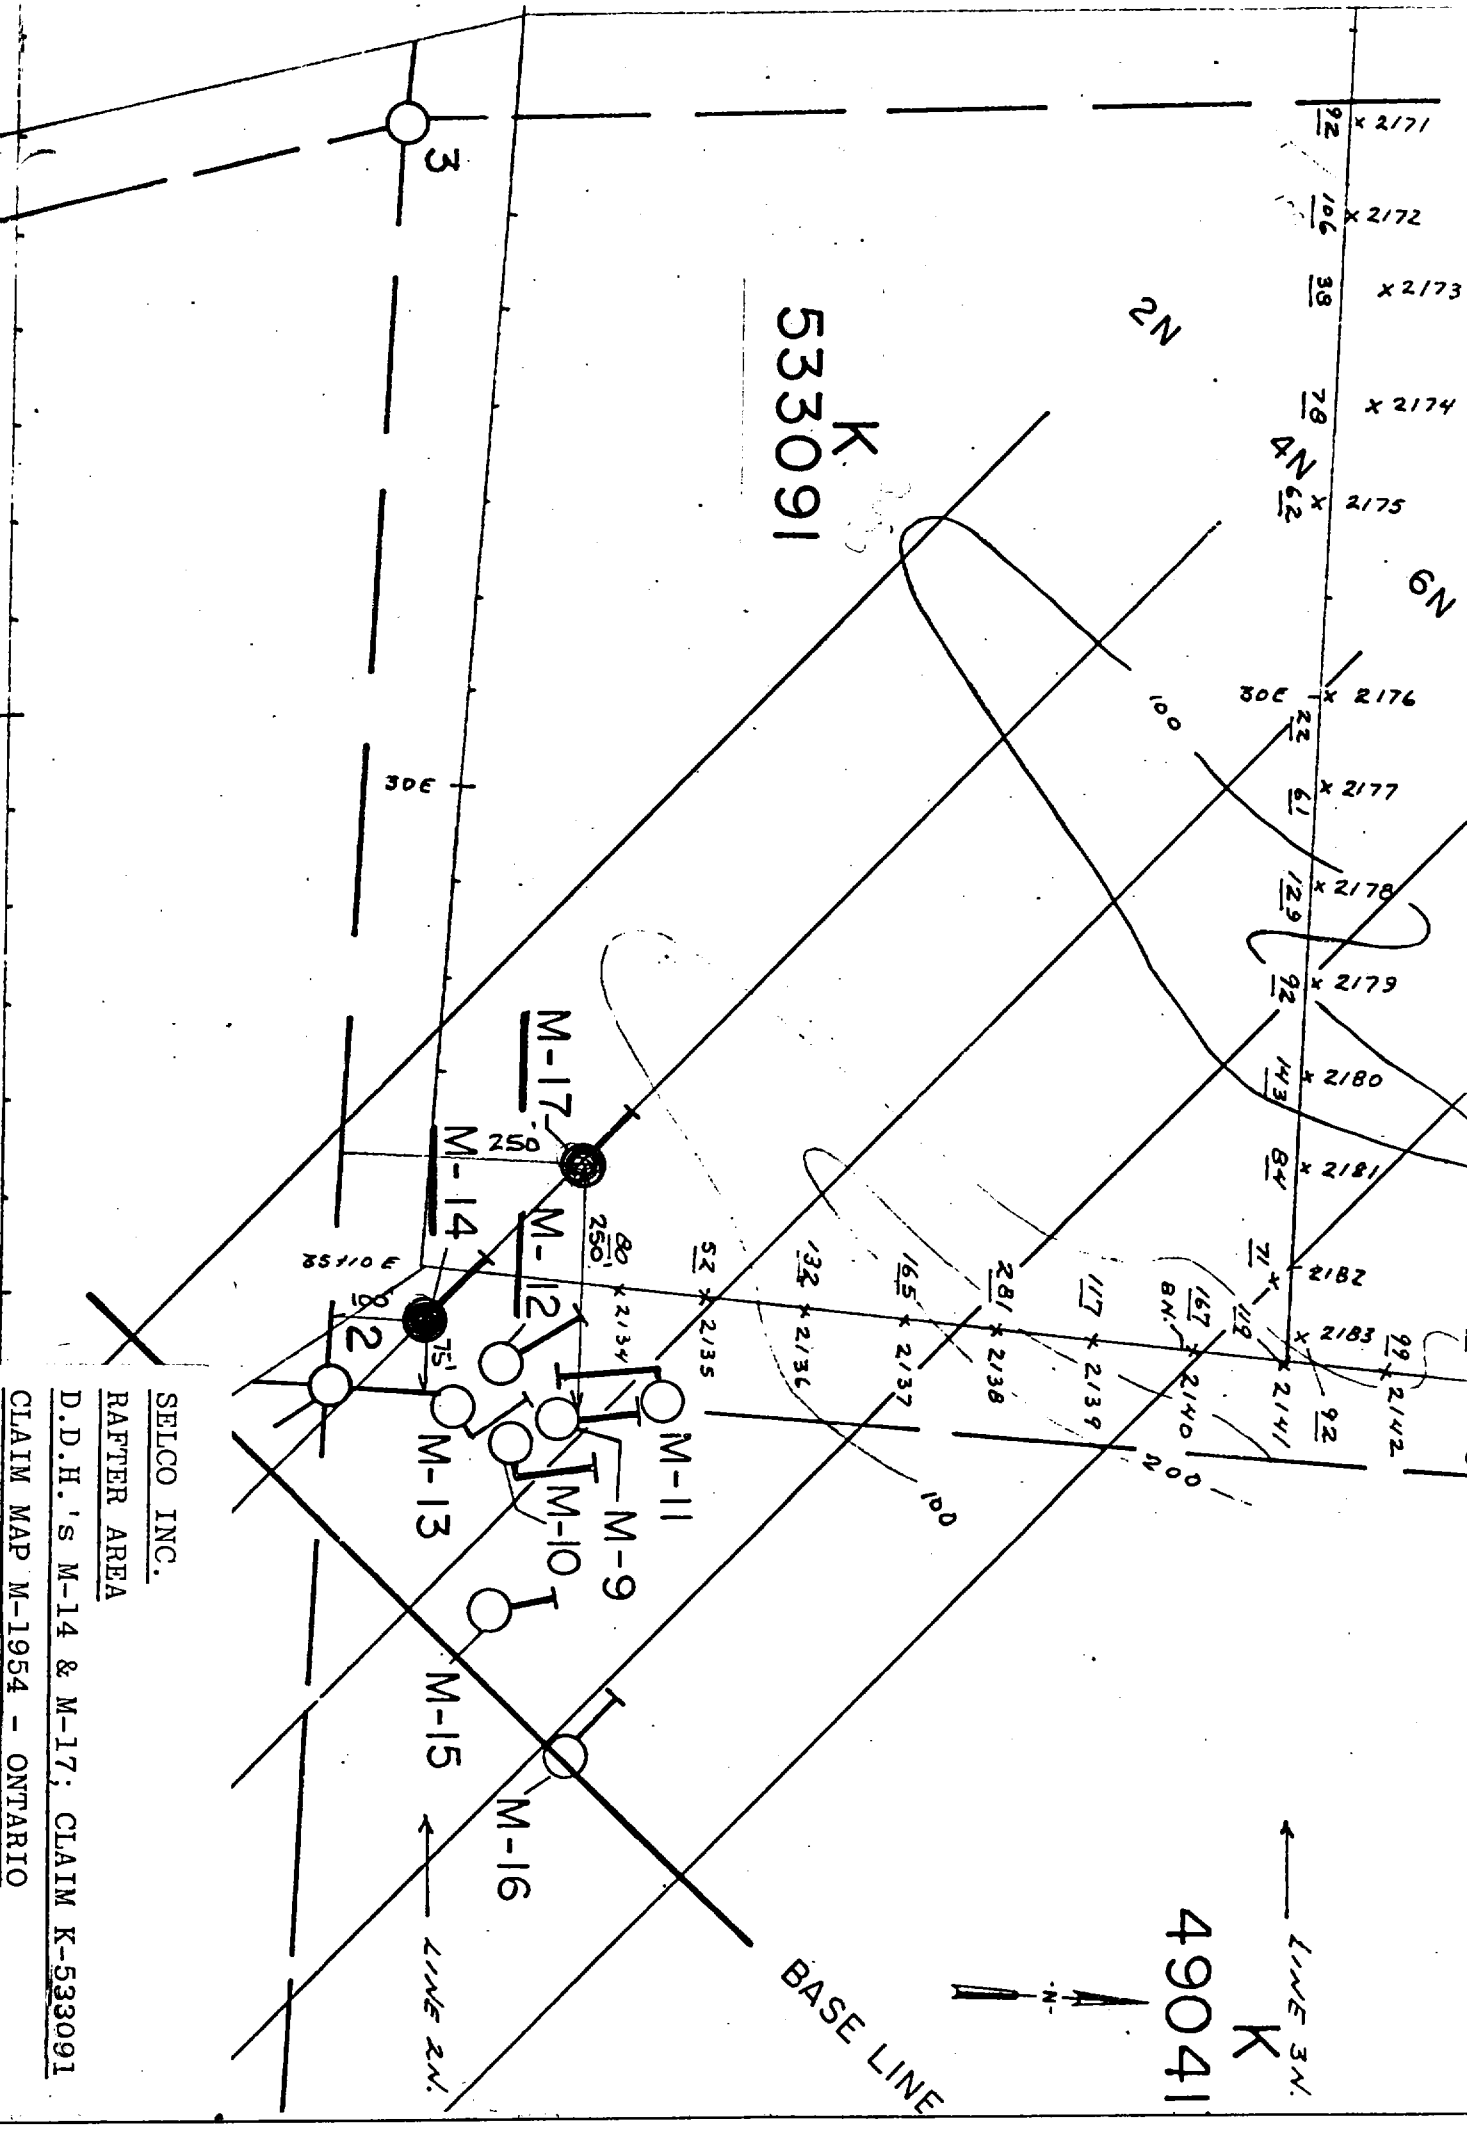 92 x 2171
106 x 2172
38 x 2173
78 x 2174
62 x 2175
30E x 2176
22
61 x 2177
129 x 2178
92 x 2179
143 x 2180
84 x 2181
71 x 2182
x 2183
119
92
99 x 2142
x 2141
167 x 2140
8N.
117 x 2139
281 x 2138
165 x 2137
132 x 2136
52 x 2135
80 x 2134
2N
4N
6N
100
200
100
K
533091
K
49041
LINE 3N.
LINE 2N.
N
BASE LINE
3
30E
35+10 E
2
M-17
250
250'
M-14
75'
M-12
M-11
M-9
M-10
M-13
M-15
M-16
SELCO INC.
RAFTER AREA
D.D.H.'s M-14 & M-17; CLAIM K-533091
CLAIM MAP M-1954 - ONTARIO